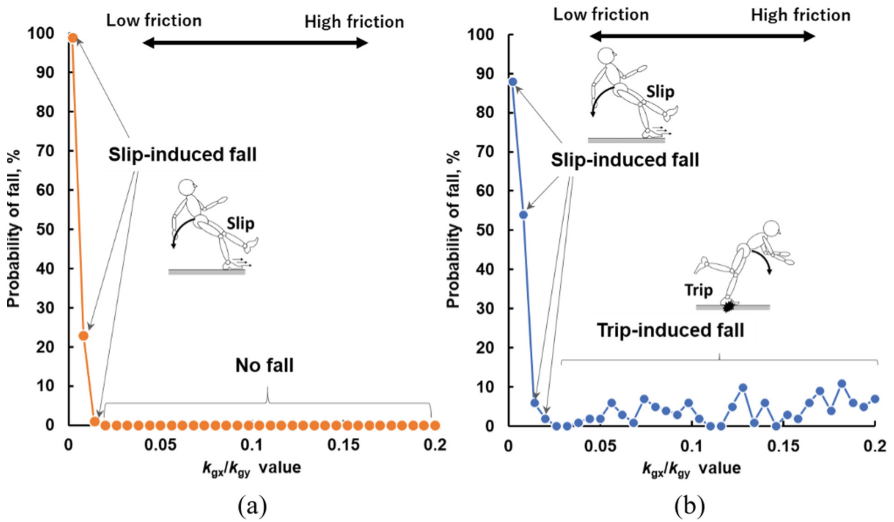 Low friction
High friction
Probability of fall, %
100
90
80
70
60
50
40
30
20
10
0
Slip-induced fall
Slip
No fall
0
0.05
0.1
0.15
0.2
kgx/kgy value
(a)
Low friction
High friction
Probability of fall, %
100
90
80
70
60
50
40
30
20
10
0
Slip
Slip-induced fall
Trip
Trip-induced fall
0
0.05
0.1
0.15
0.2
kgx/kgy value
(b)